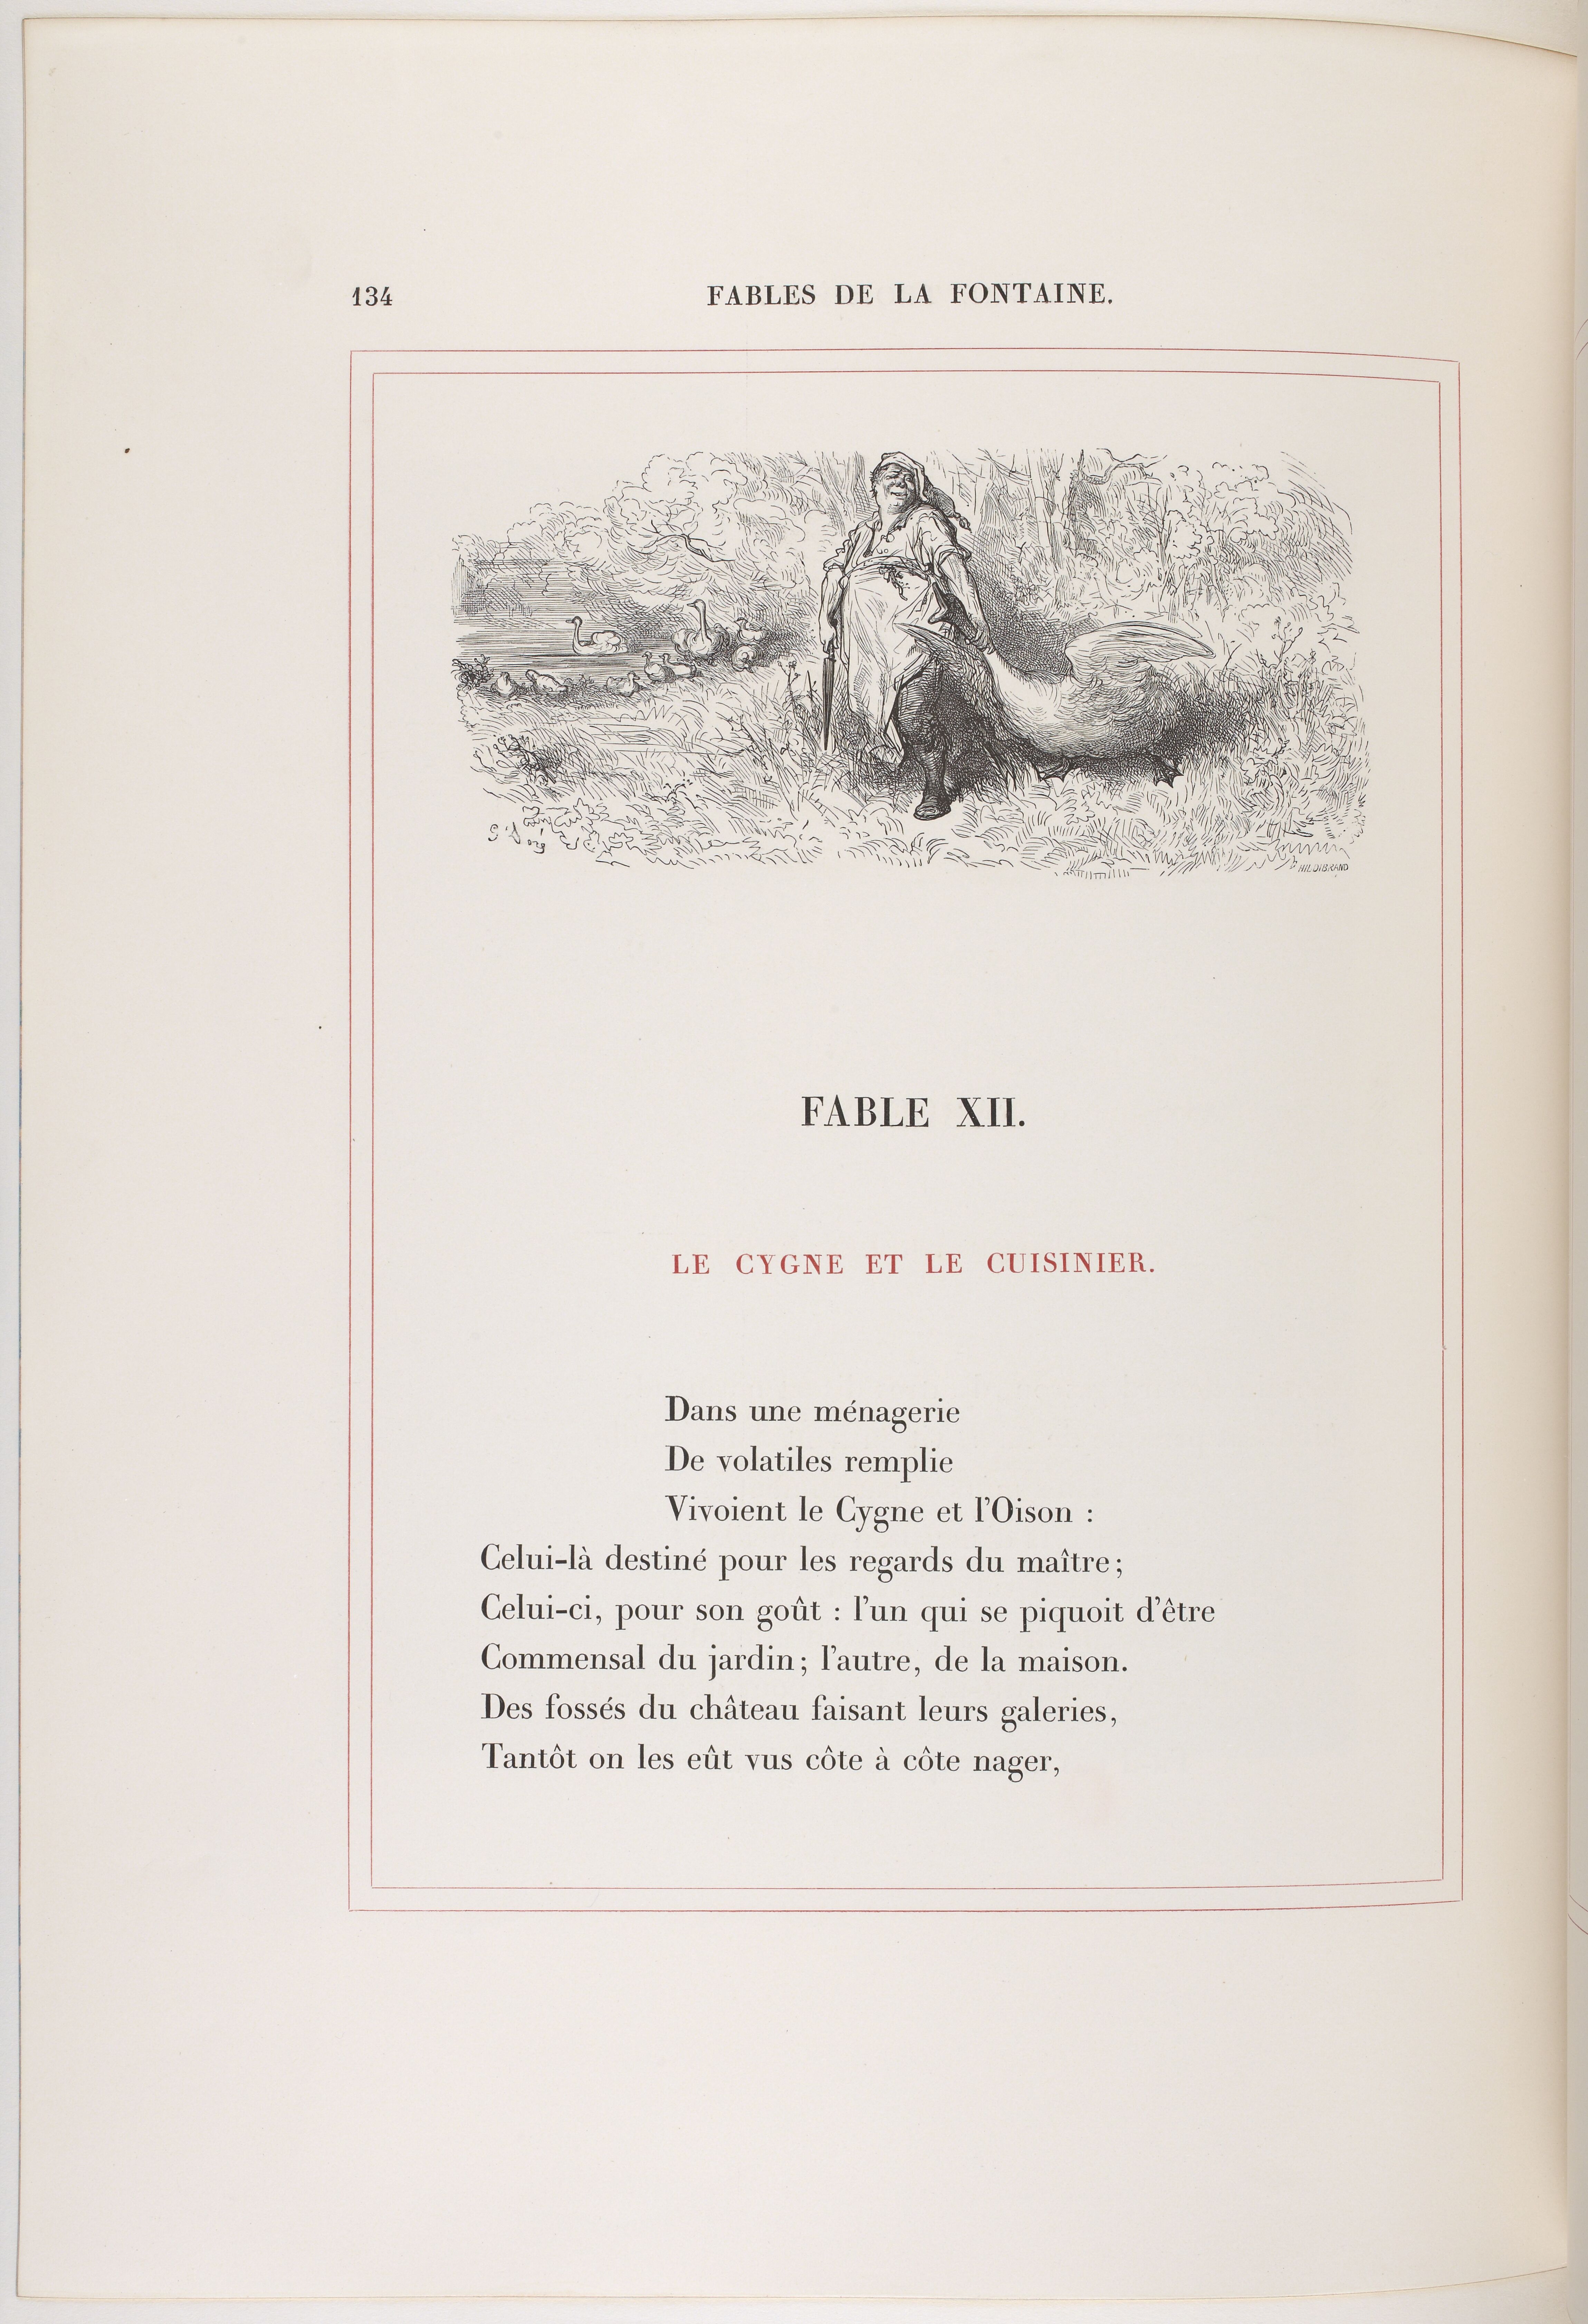 134
FABLES DE LA FONTAINE.
G. Doré
HILDIBRAND
FABLE XII.
LE CYGNE ET LE CUISINIER.
Dans une ménagerie
De volatiles remplie
Vivoient le Cygne et l'Oison :
Celui-là destiné pour les regards du maître;
Celui-ci, pour son goût : l'un qui se piquoit d'être
Commensal du jardin; l'autre, de la maison.
Des fossés du château faisant leurs galeries,
Tantôt on les eût vus côte à côte nager,